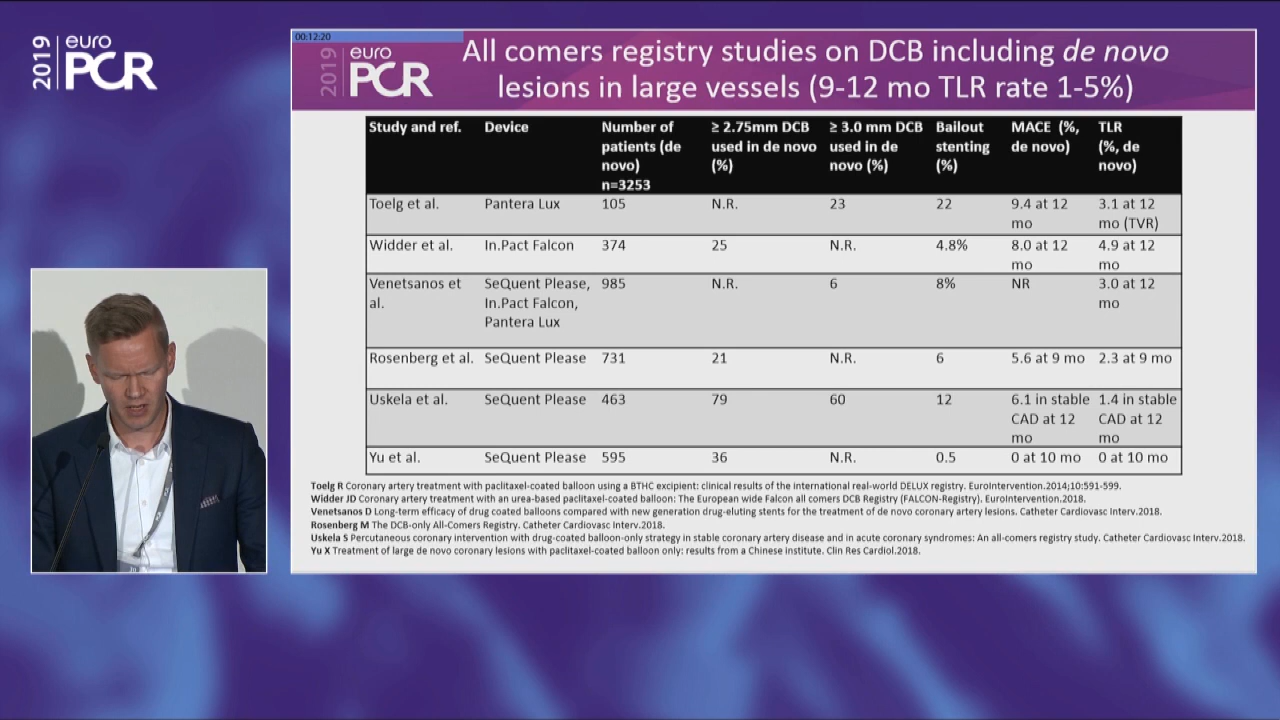 2019 euro PCR
00:12:20
2019 euro PCR
All comers registry studies on DCB including de novo
lesions in large vessels (9-12 mo TLR rate 1-5%)
Study and ref. Device Number of patients (de novo) n=3253 ≥ 2.75mm DCB used in de novo (%) ≥ 3.0 mm DCB used in de novo (%) Bailout stenting (%) MACE (%, de novo) TLR (%, de novo)
Toelg et al. Pantera Lux 105 N.R. 23 22 9.4 at 12 mo 3.1 at 12 mo (TVR)
Widder et al. In.Pact Falcon 374 25 N.R. 4.8% 8.0 at 12 mo 4.9 at 12 mo
Venetsanos et al. SeQuent Please, In.Pact Falcon, Pantera Lux 985 N.R. 6 8% NR 3.0 at 12 mo
Rosenberg et al. SeQuent Please 731 21 N.R. 6 5.6 at 9 mo 2.3 at 9 mo
Uskela et al. SeQuent Please 463 79 60 12 6.1 in stable CAD at 12 mo 1.4 in stable CAD at 12 mo
Yu et al. SeQuent Please 595 36 N.R. 0.5 0 at 10 mo 0 at 10 mo
Toelg R Coronary artery treatment with paclitaxel-coated balloon using a BTHC excipient: clinical results of the international real-world DELUX registry. EuroIntervention.2014;10:591-599.
Widder JD Coronary artery treatment with an urea-based paclitaxel-coated balloon: The European wide Falcon all comers DCB Registry (FALCON-Registry). EuroIntervention.2018.
Venetsanos D Long-term efficacy of drug coated balloons compared with new generation drug-eluting stents for the treatment of de novo coronary artery lesions. Catheter Cardiovasc Interv.2018.
Rosenberg M The DCB-only All-Comers Registry. Catheter Cardiovasc Interv.2018.
Uskela S Percutaneous coronary intervention with drug-coated balloon-only strategy in stable coronary artery disease and in acute coronary syndromes: An all-comers registry study. Catheter Cardiovasc Interv.2018.
Yu X Treatment of large de novo coronary lesions with paclitaxel-coated balloon only: results from a Chinese institute. Clin Res Cardiol.2018.